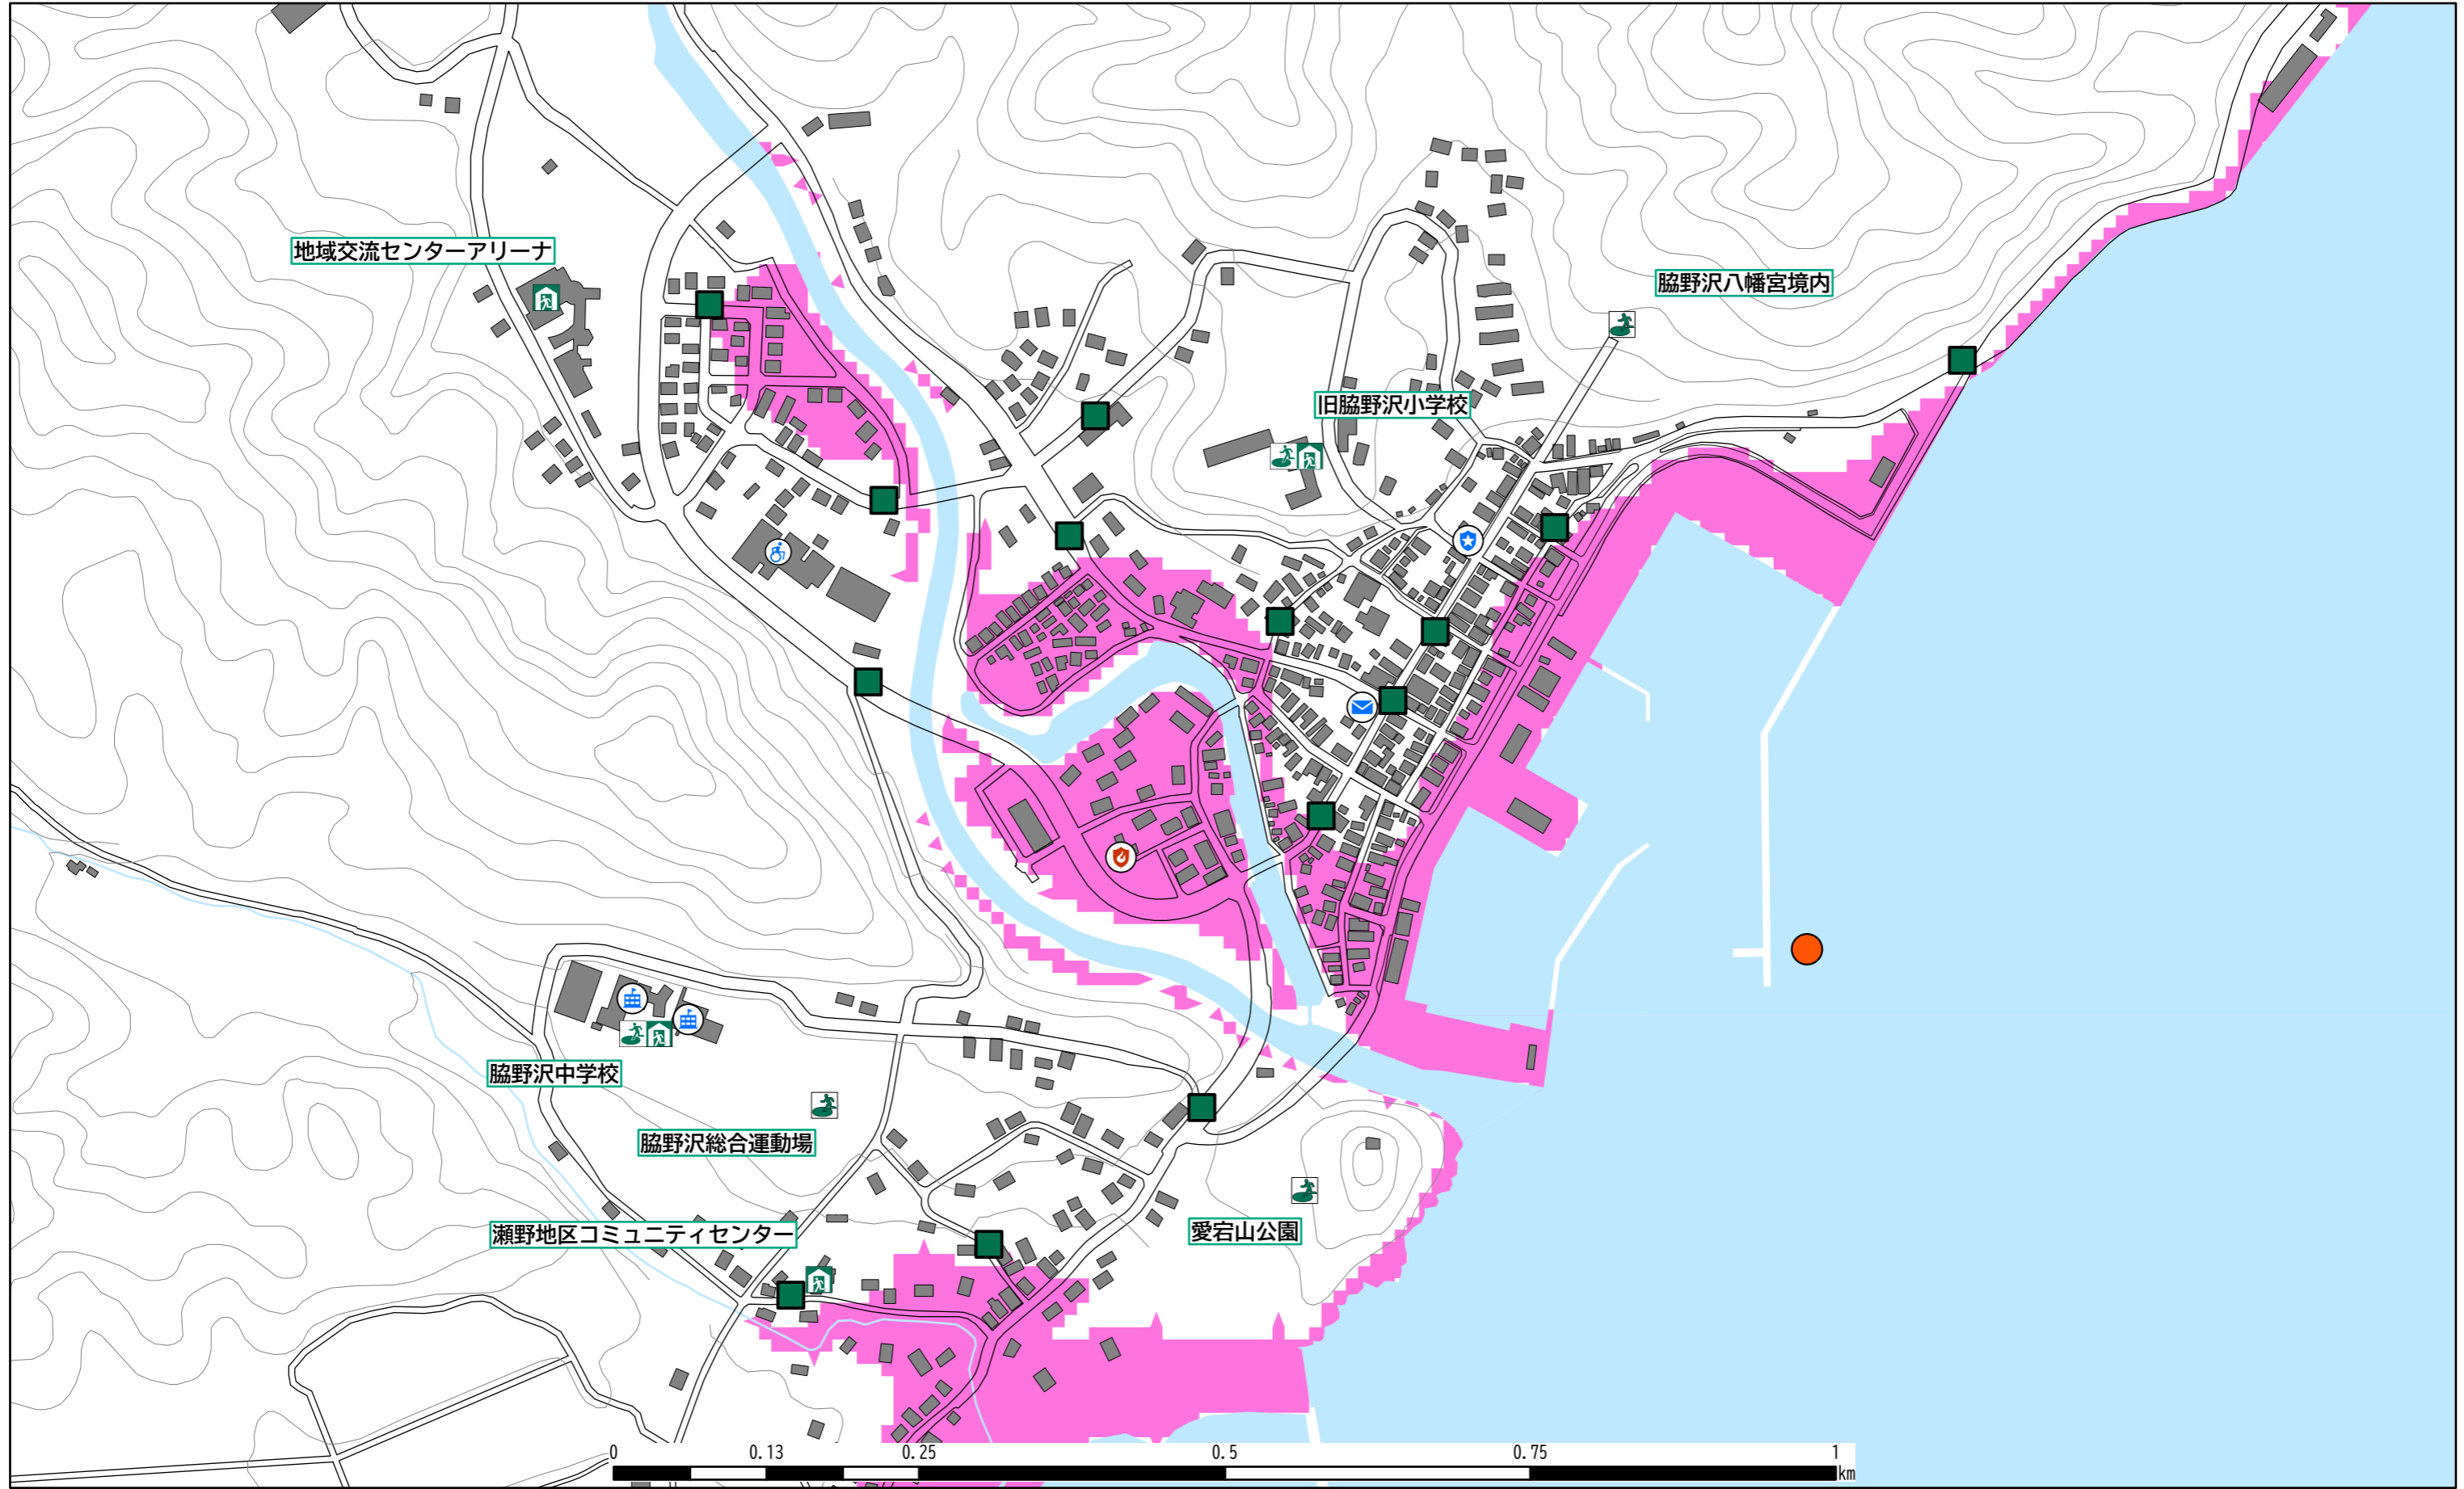 地域交流センターアリーナ
脇野沢八幡宮境内
旧脇野沢小学校
脇野沢中学校
脇野沢総合運動場
瀬野地区コミュニティセンター
愛宕山公園
0 0.13 0.25 0.5 0.75 1
km